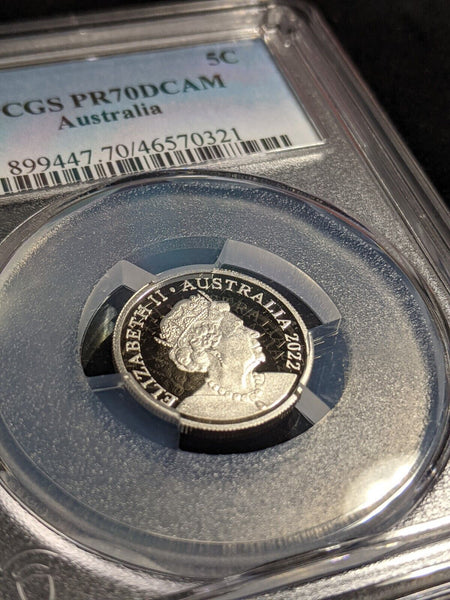 5C
CGS PR70DCAM
Australia
899447.70/46570321
ELIZABETH II · AUSTRALIA 2022